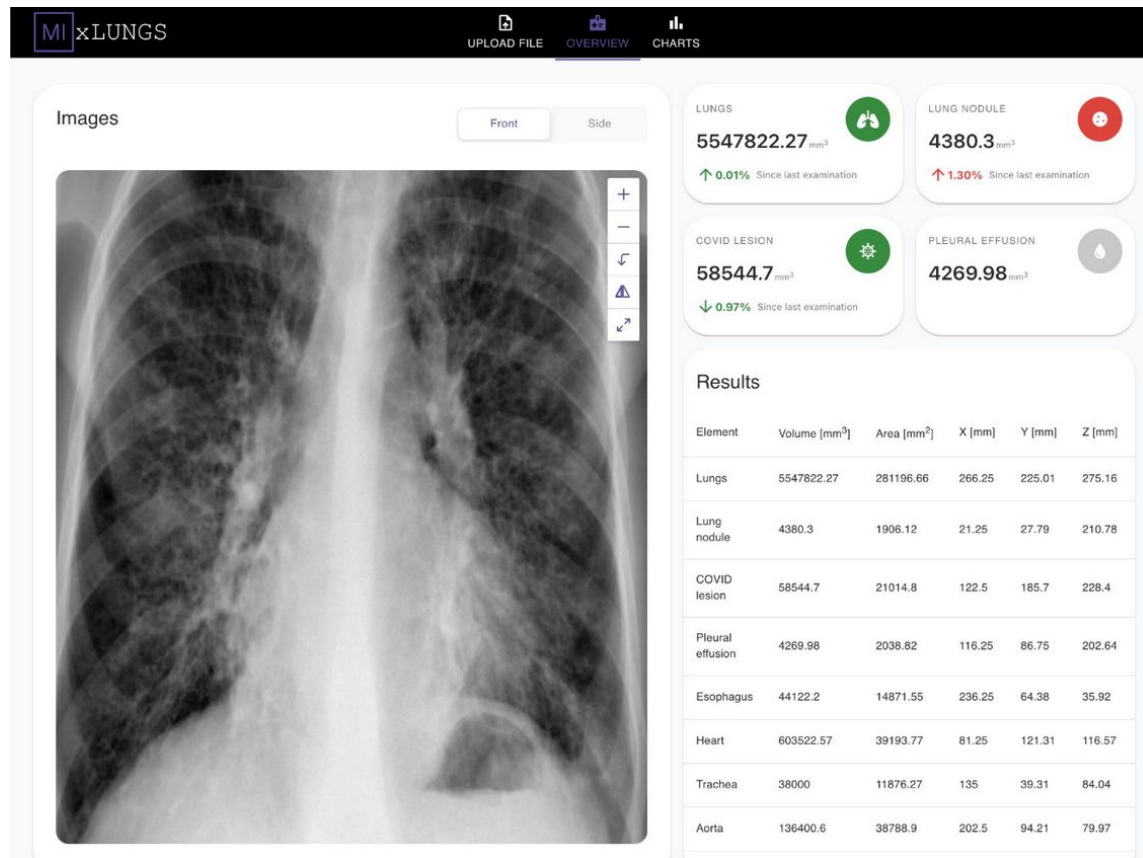 MI xLUNGS
UPLOAD FILE
OVERVIEW
CHARTS
Images
Front
Side
LUNGS
5547822.27 mm³
0.01% Since last examination
LUNG NODULE
4380.3 mm³
1.30% Since last examination
COVID LESION
58544.7 mm³
0.97% Since last examination
PLEURAL EFFUSION
4269.98 mm³
Results
Element Volume [mm³] Area [mm²] X [mm] Y [mm] Z [mm]
Lungs 5547822.27 281196.66 266.25 225.01 275.16
Lung
nodule 4380.3 1906.12 21.25 27.79 210.78
COVID
lesion 58544.7 21014.8 122.5 185.7 228.4
Pleural
effusion 4269.98 2038.82 116.25 86.75 202.64
Esophagus 44122.2 14871.55 236.25 64.38 35.92
Heart 603522.57 39193.77 81.25 121.31 116.57
Trachea 38000 11876.27 135 39.31 84.04
Aorta 136400.6 38788.9 202.5 94.21 79.97